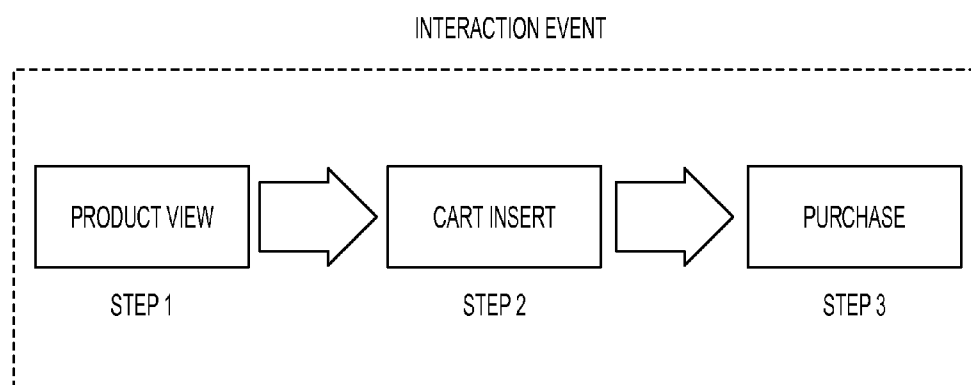 INTERACTION EVENT
PRODUCT VIEW
CART INSERT
PURCHASE
STEP 1
STEP 2
STEP 3